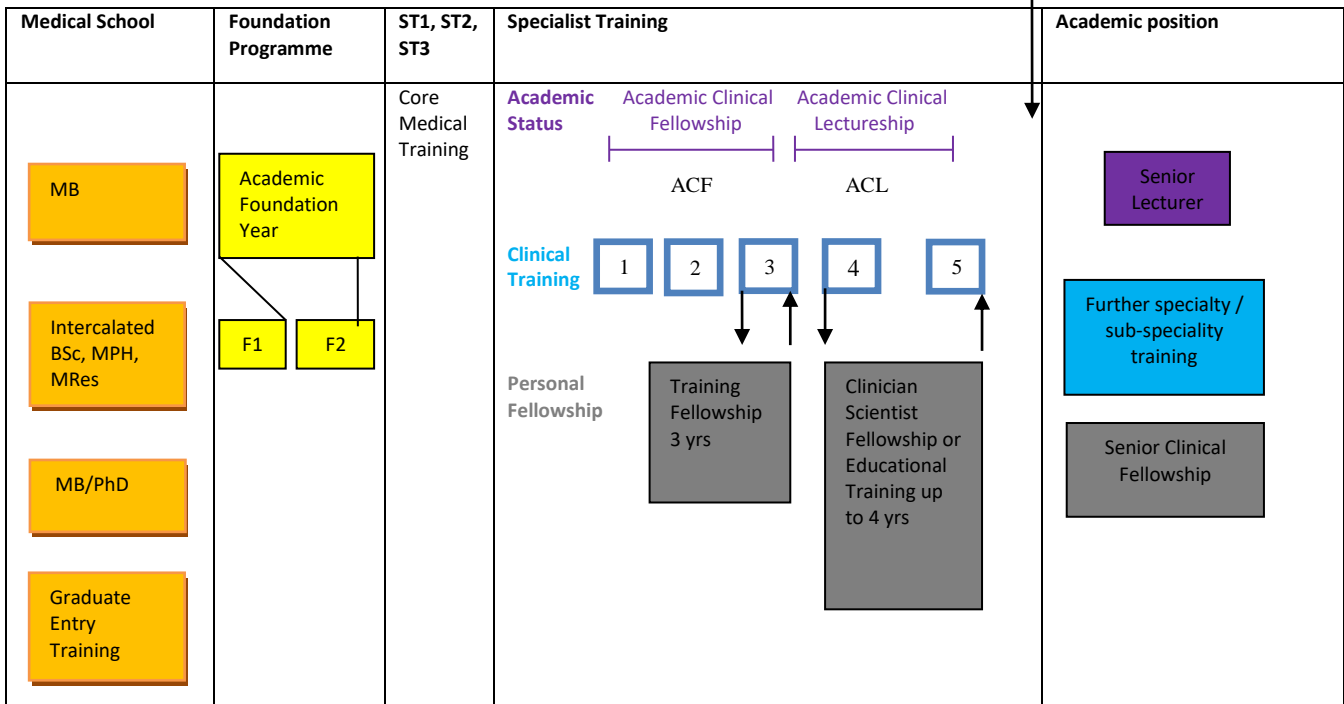 Medical School
Foundation
Programme
ST1, ST2,
ST3
Specialist Training
Academic position
Core
Medical
Training
Academic
Status
Academic Clinical
Fellowship
Academic Clinical
Lectureship
ACF
ACL
MB
Academic
Foundation
Year
Senior
Lecturer
Clinical
Training
1
2
3
4
5
Intercalated
BSc, MPH,
MRes
F1
F2
Further specialty /
sub-speciality
training
Personal
Fellowship
Training
Fellowship
3 yrs
Clinician
Scientist
Fellowship or
Educational
Training up
to 4 yrs
Senior Clinical
Fellowship
MB/PhD
Graduate
Entry
Training